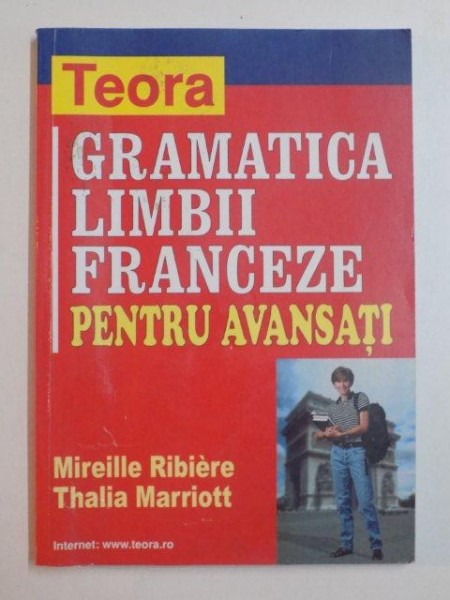 Teora
GRAMATICA
LIMBII
FRANCEZE
PENTRU AVANSAȚI
Mireille Ribière
Thalia Marriott
Internet: www.teora.ro